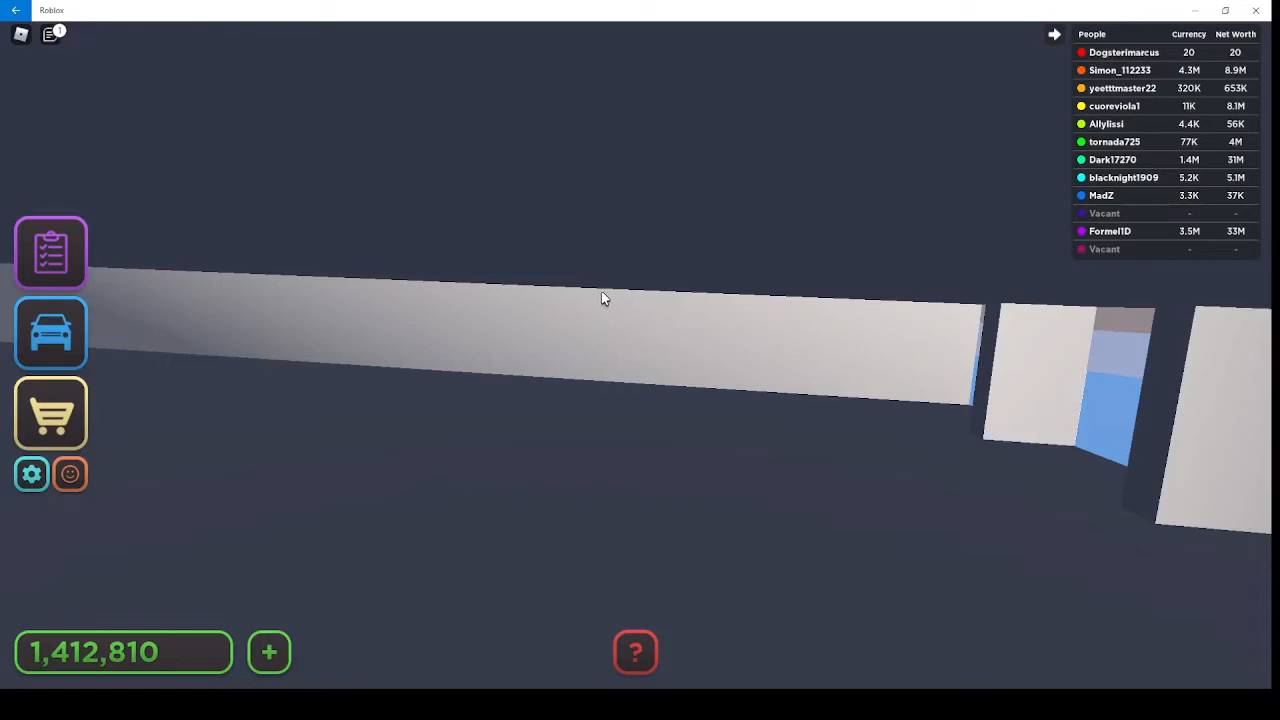 Roblox
1
People Currency Net Worth
Dogsterimarcus 20 20
Simon_112233 4.3M 8.9M
yeetttmaster22 320K 653K
cuoreviola1 11K 8.1M
Allylissi 4.4K 56K
tornada725 77K 4M
Dark17270 1.4M 31M
blacknight1909 5.2K 5.1M
MadZ 3.3K 37K
Vacant - -
Formel1D 3.5M 33M
Vacant - -
1,412,810 + ?